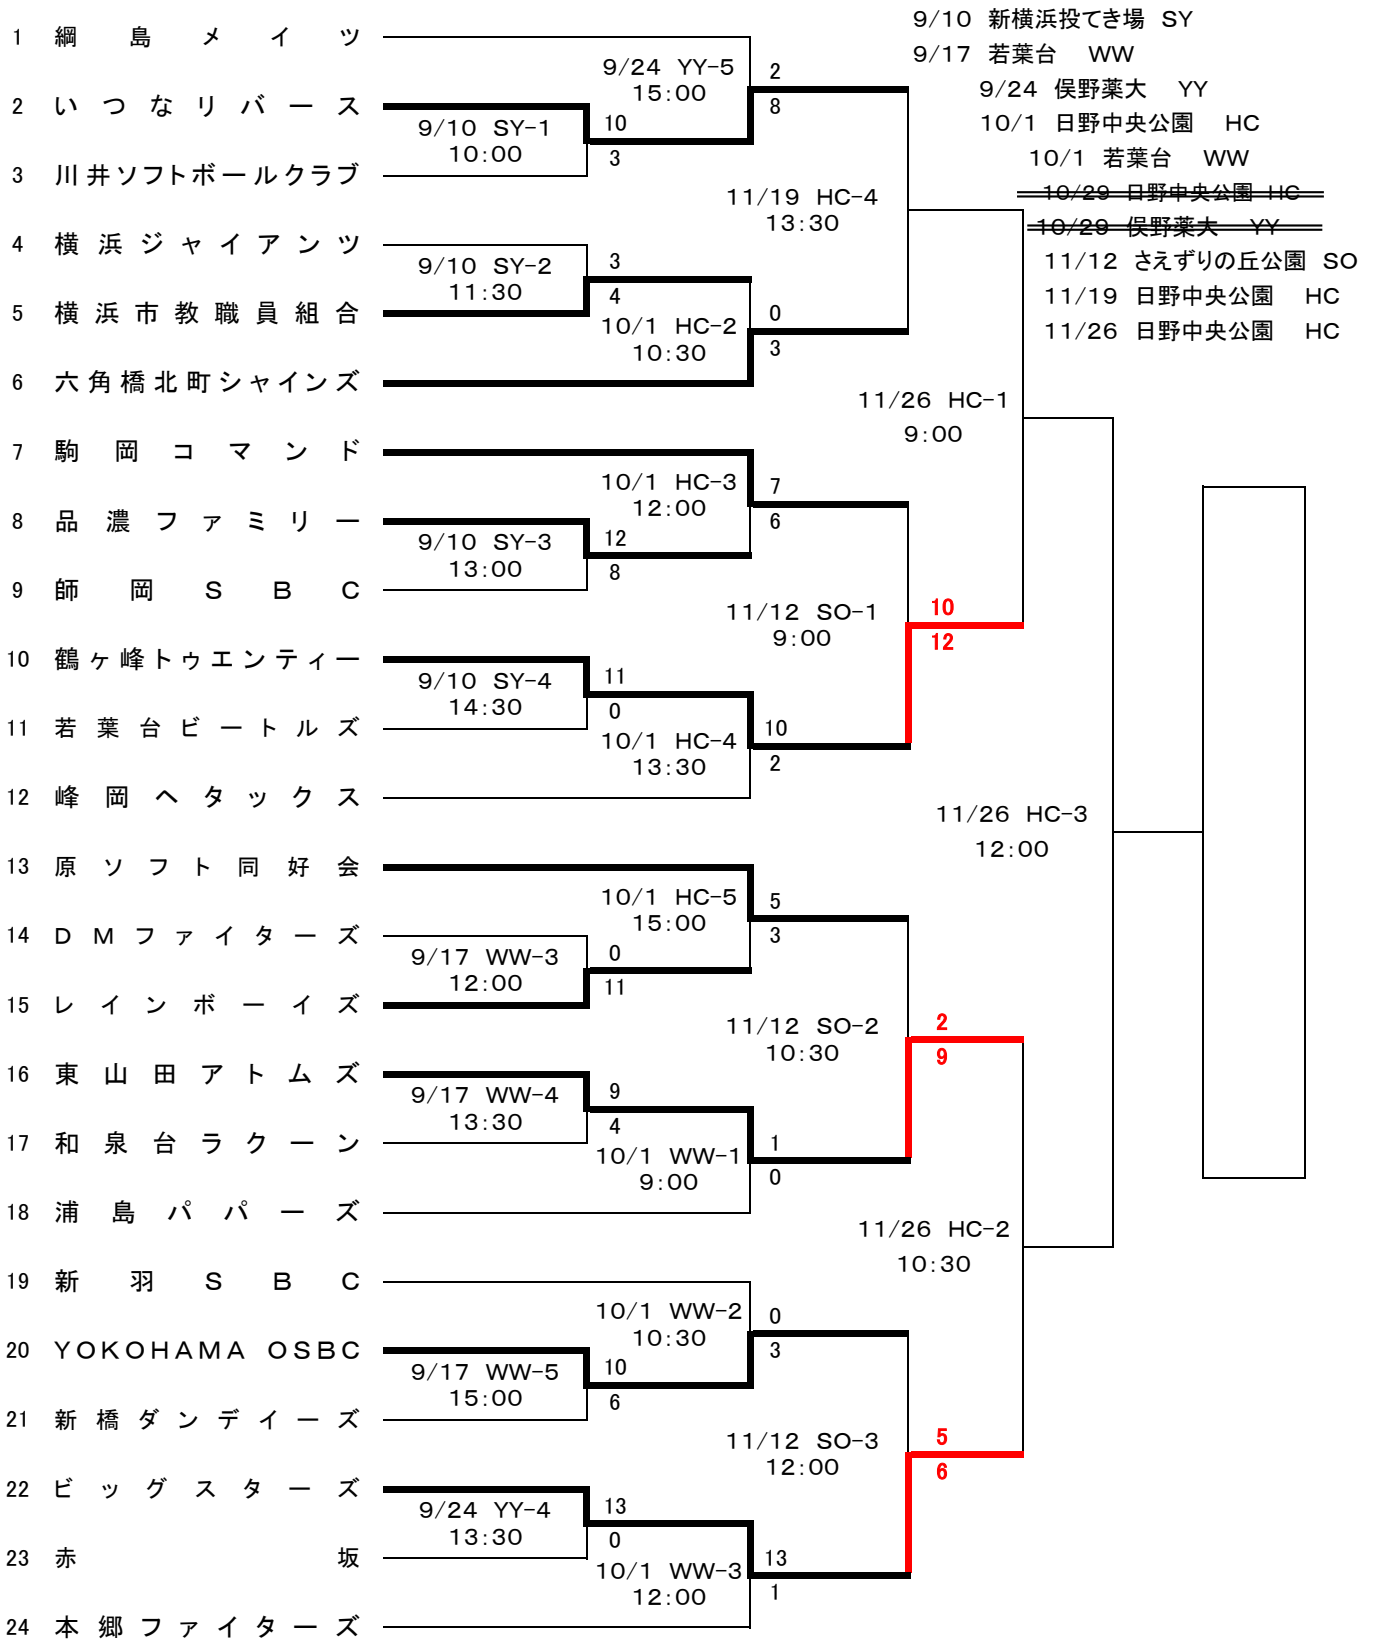 9/10 新横浜投てき場 SY
9/17 若葉台 WW
9/24 俣野薬大 YY
10/1 日野中央公園 HC
10/1 若葉台 WW
10/29 日野中央公園 HC
10/29 俣野薬大 YY
11/12 さえずりの丘公園 SO
11/19 日野中央公園 HC
11/26 日野中央公園 HC
1 綱島メイツ
9/24 YY-5
15:00
2
8
2 いつなリバース
9/10 SY-1
10:00
10
3
3 川井ソフトボールクラブ
11/19 HC-4
13:30
4 横浜ジャイアンツ
9/10 SY-2
11:30
3
4
5 横浜市教職員組合
10/1 HC-2
10:30
0
3
6 六角橋北町シャインズ
11/26 HC-1
9:00
7 駒岡コマンド
10/1 HC-3
12:00
7
6
8 品濃ファミリー
9/10 SY-3
13:00
12
8
9 師岡SBC
11/12 SO-1
9:00
10
12
10 鶴ヶ峰トゥエンティー
9/10 SY-4
14:30
11
0
11 若葉台ビートルズ
10/1 HC-4
13:30
10
2
12 峰岡ヘタックス
11/26 HC-3
12:00
13 原ソフト同好会
10/1 HC-5
15:00
5
3
14 DMファイターズ
9/17 WW-3
12:00
0
11
15 レインボーイズ
11/12 SO-2
10:30
2
9
16 東山田アトムズ
9/17 WW-4
13:30
9
4
17 和泉台ラクーン
10/1 WW-1
9:00
1
0
18 浦島パパーズ
11/26 HC-2
10:30
19 新羽SBC
10/1 WW-2
10:30
0
3
20 YOKOHAMA OSBC
9/17 WW-5
15:00
10
6
21 新橋ダンデイーズ
11/12 SO-3
12:00
5
6
22 ビッグスターズ
9/24 YY-4
13:30
13
0
23 赤坂
10/1 WW-3
12:00
13
1
24 本郷ファイターズ